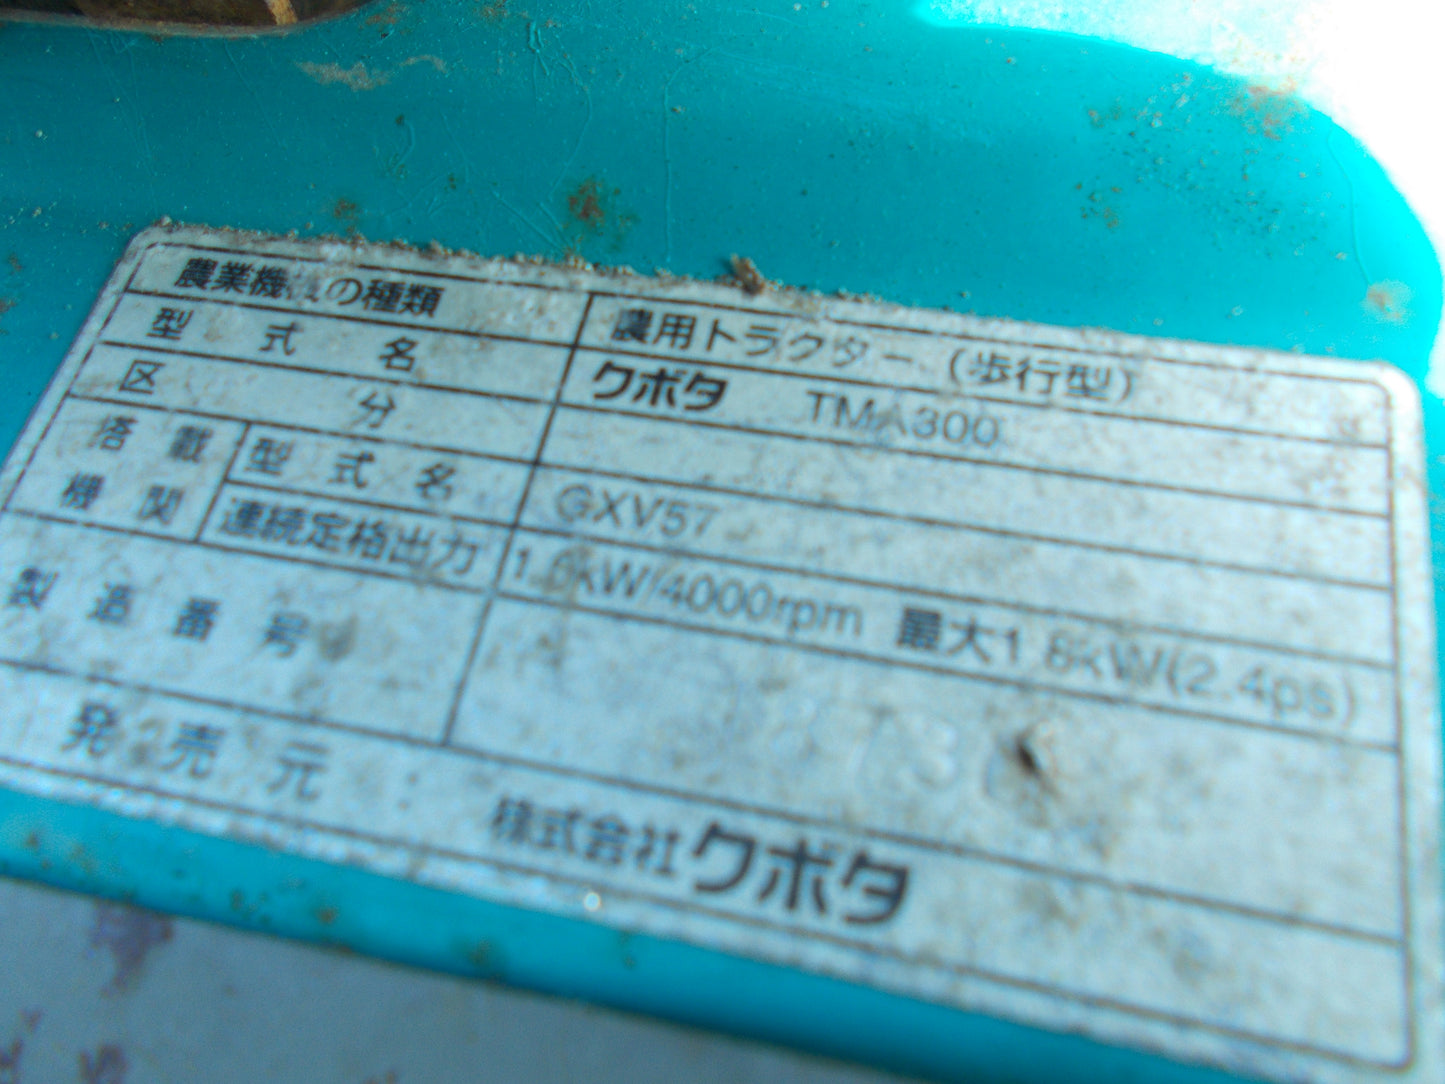 農業機械の種類 農用トラクター (歩行型)
型式名 クボタ TMA300
区分
搭載機関 型式名 GXV57
連続定格出力 1.6kW/4000rpm 最大1.8kW(2.4ps)
製造番号
発売元: 株式会社クボタ